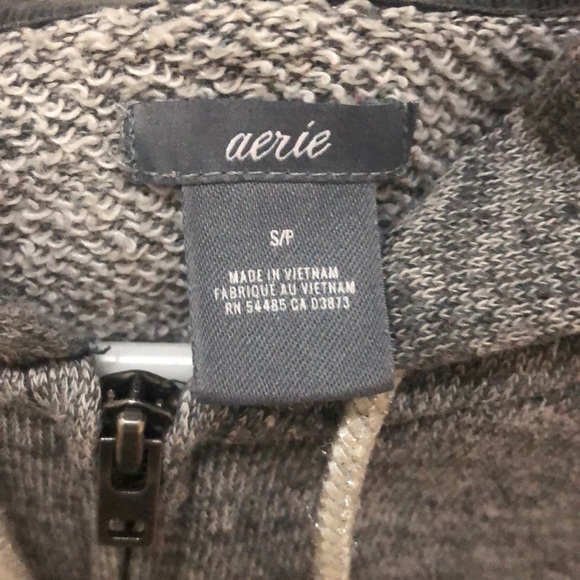 aerie
S/P
MADE IN VIETNAM
FABRIQUE AU VIETNAM
RN 54485 CA 03873